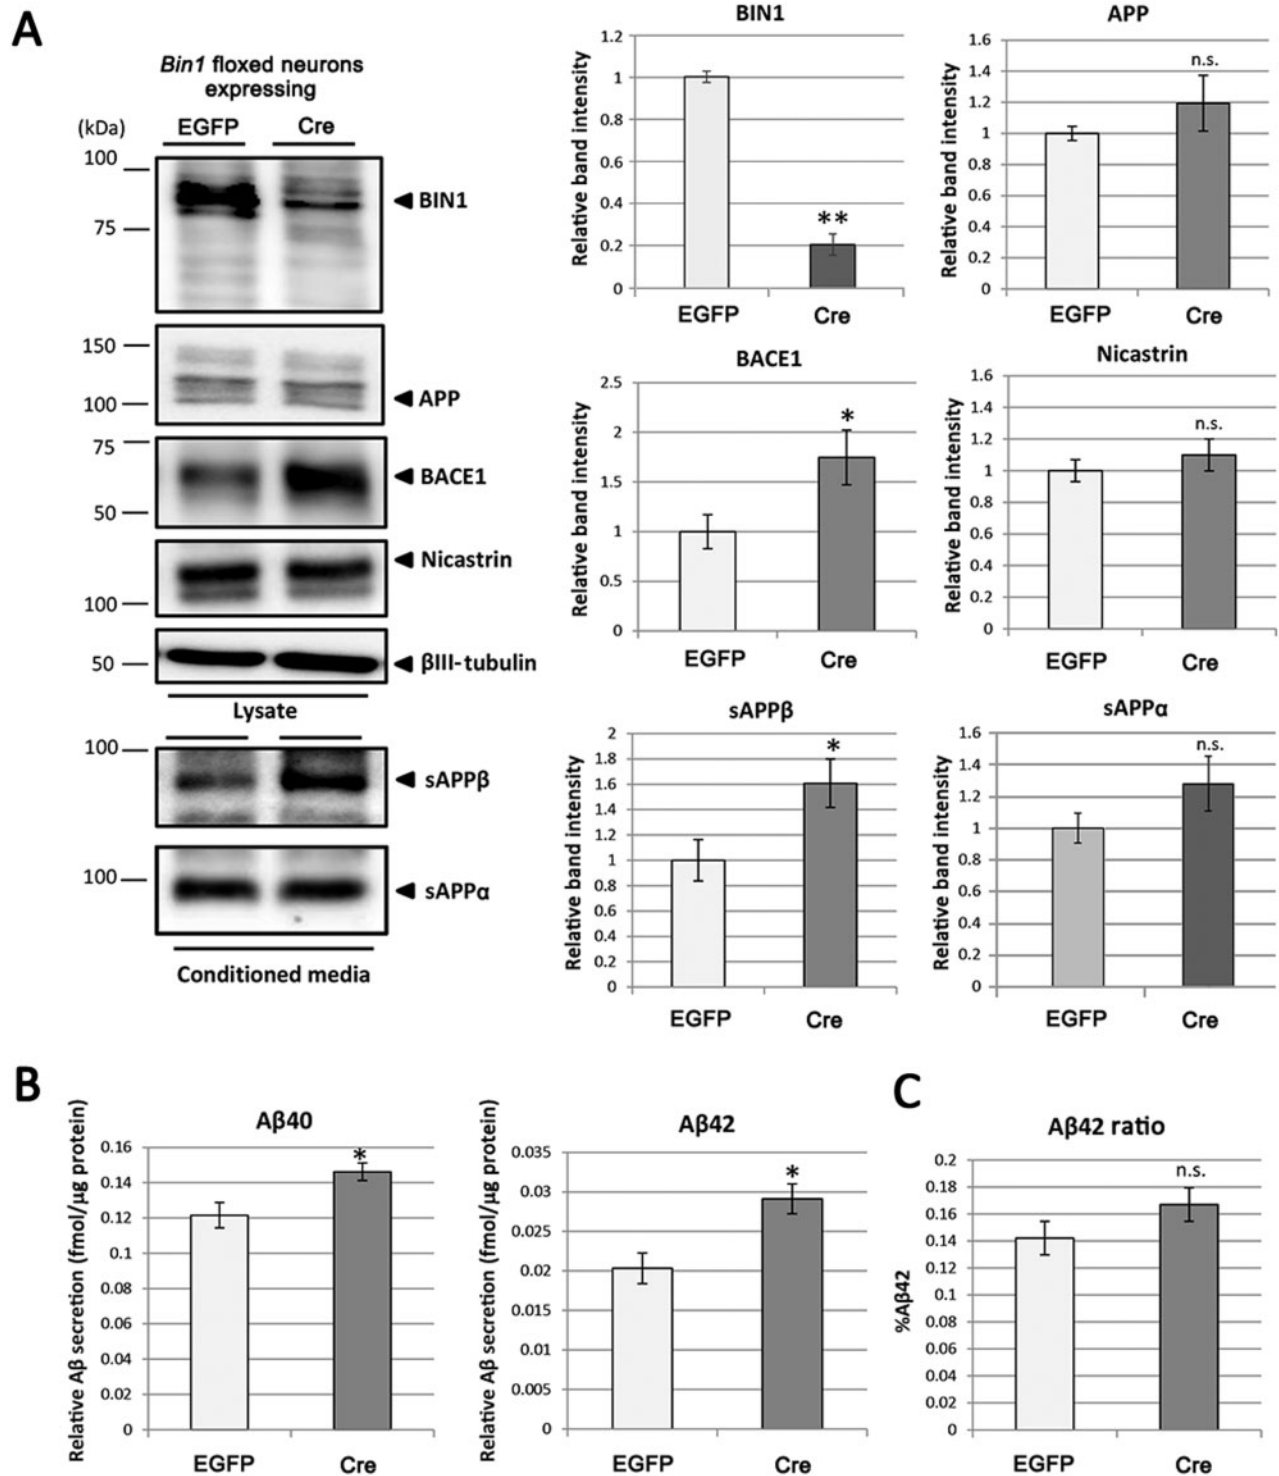 A
Bin1 floxed neurons
expressing
(kDa)
EGFP Cre
100
75
BIN1
150
100
APP
75
50
BACE1
Nicastrin
100
50
βIII-tubulin
Lysate
100
sAPPβ
100
sAPPα
Conditioned media
BIN1
Relative band intensity
1.2
1
0.8
0.6
0.4
0.2
0
**
EGFP Cre
APP
Relative band intensity
1.6
1.4
1.2
1
0.8
0.6
0.4
0.2
0
n.s.
EGFP Cre
BACE1
Relative band intensity
2.5
2
1.5
1
0.5
0
*
EGFP Cre
Nicastrin
Relative band intensity
1.6
1.4
1.2
1
0.8
0.6
0.4
0.2
0
n.s.
EGFP Cre
sAPPβ
Relative band intensity
2
1.8
1.6
1.4
1.2
1
0.8
0.6
0.4
0.2
0
*
EGFP Cre
sAPPα
Relative band intensity
1.6
1.4
1.2
1
0.8
0.6
0.4
0.2
0
n.s.
EGFP Cre
B
Aβ40
Relative Aβ secretion (fmol/μg protein)
0.16
0.14
0.12
0.1
0.08
0.06
0.04
0.02
0
*
EGFP Cre
Aβ42
Relative Aβ secretion (fmol/μg protein)
0.035
0.03
0.025
0.02
0.015
0.01
0.005
0
*
EGFP Cre
C
Aβ42 ratio
%Aβ42
0.2
0.18
0.16
0.14
0.12
0.1
0.08
0.06
0.04
0.02
0
n.s.
EGFP Cre